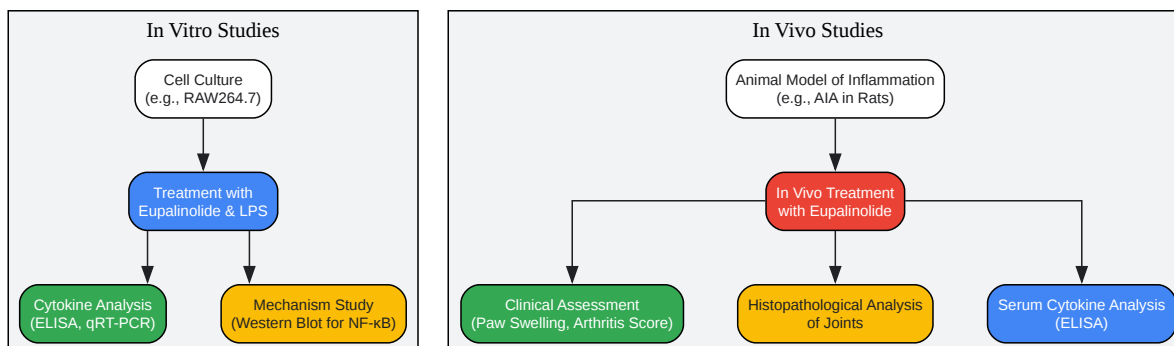 In Vitro Studies
Cell Culture
(e.g., RAW264.7)
Treatment with
Eupalinolide & LPS
Cytokine Analysis
(ELISA, qRT-PCR)
Mechanism Study
(Western Blot for NF-κB)
In Vivo Studies
Animal Model of Inflammation
(e.g., AIA in Rats)
In Vivo Treatment
with Eupalinolide
Clinical Assessment
(Paw Swelling, Arthritis Score)
Histopathological Analysis
of Joints
Serum Cytokine Analysis
(ELISA)